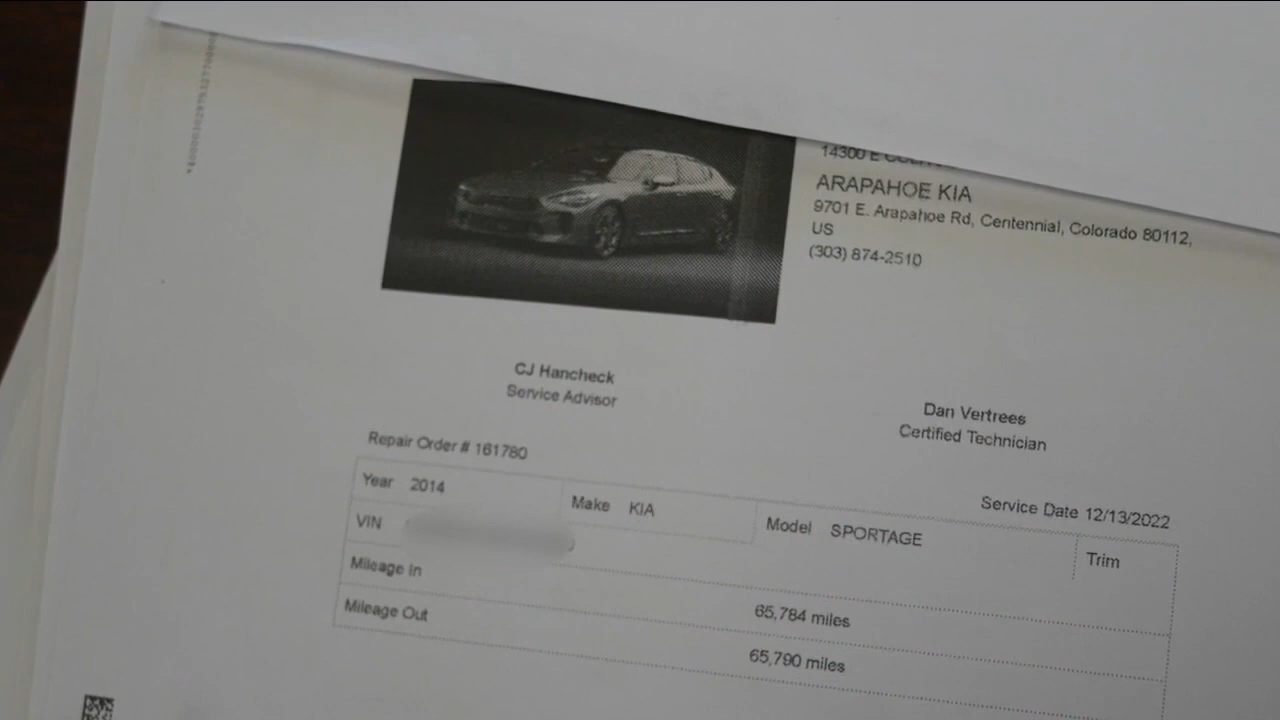 14300 E
ARAPAHOE KIA
9701 E. Arapahoe Rd, Centennial, Colorado 80112,
US
(303) 874-2510
CJ Hancheck
Service Advisor
Dan Vertrees
Certified Technician
Repair Order # 161780
Service Date 12/13/2022
Year 2014 Make KIA Model SPORTAGE Trim
VIN
Mileage In 65,784 miles
Mileage Out 65,790 miles